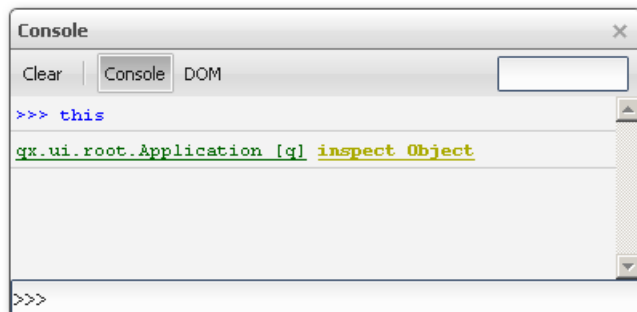 Console
Clear Console DOM
>>> this
qx.ui.root.Application [q] inspect Object
>>>